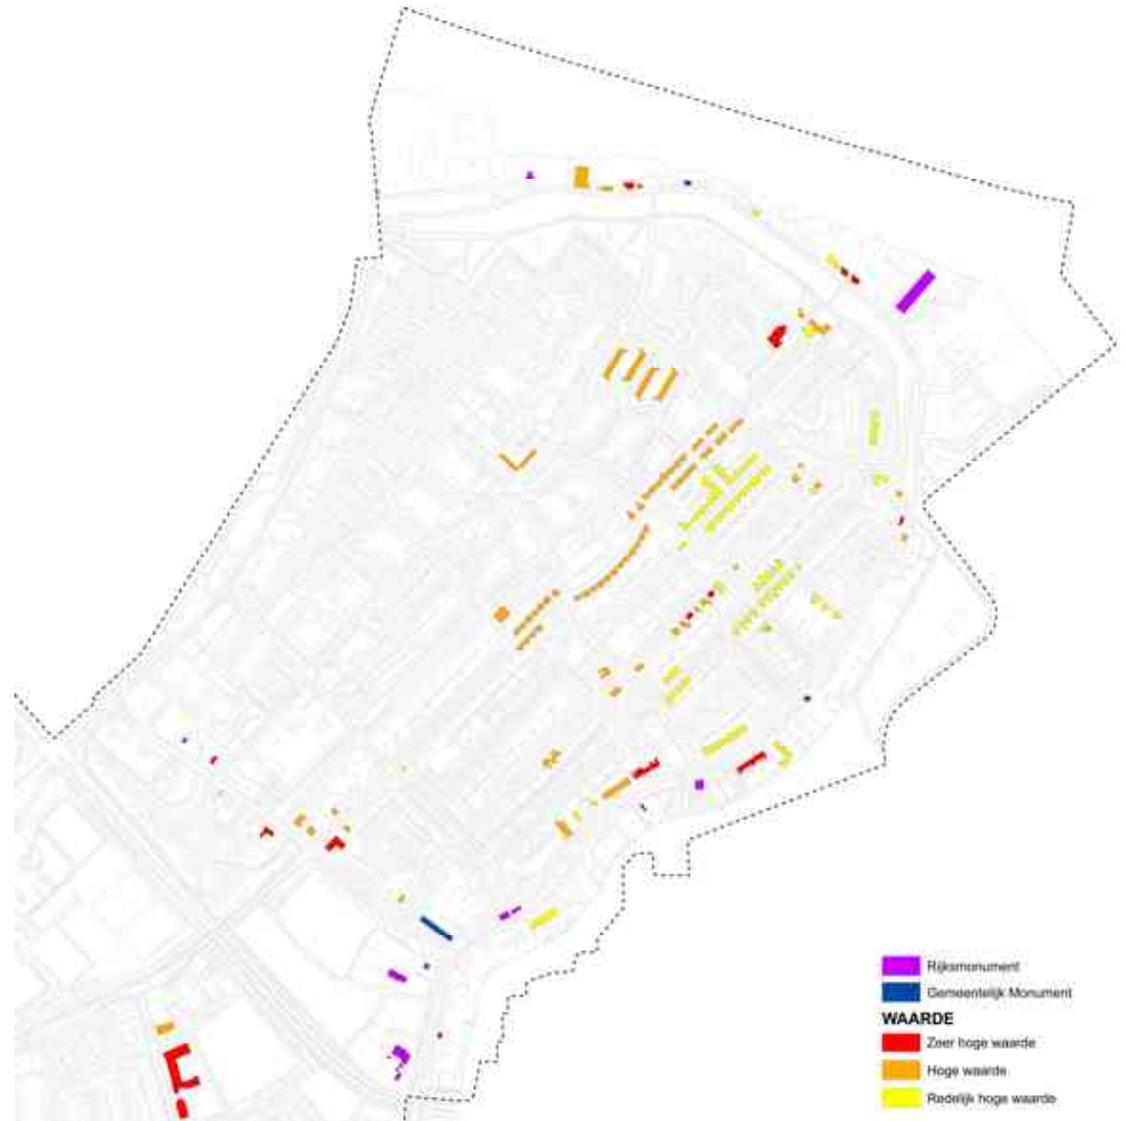 Rijksmonument
Gemeentelijk Monument
WAARDE
Zeer hoge waarde
Hoge waarde
Redelijk hoge waarde